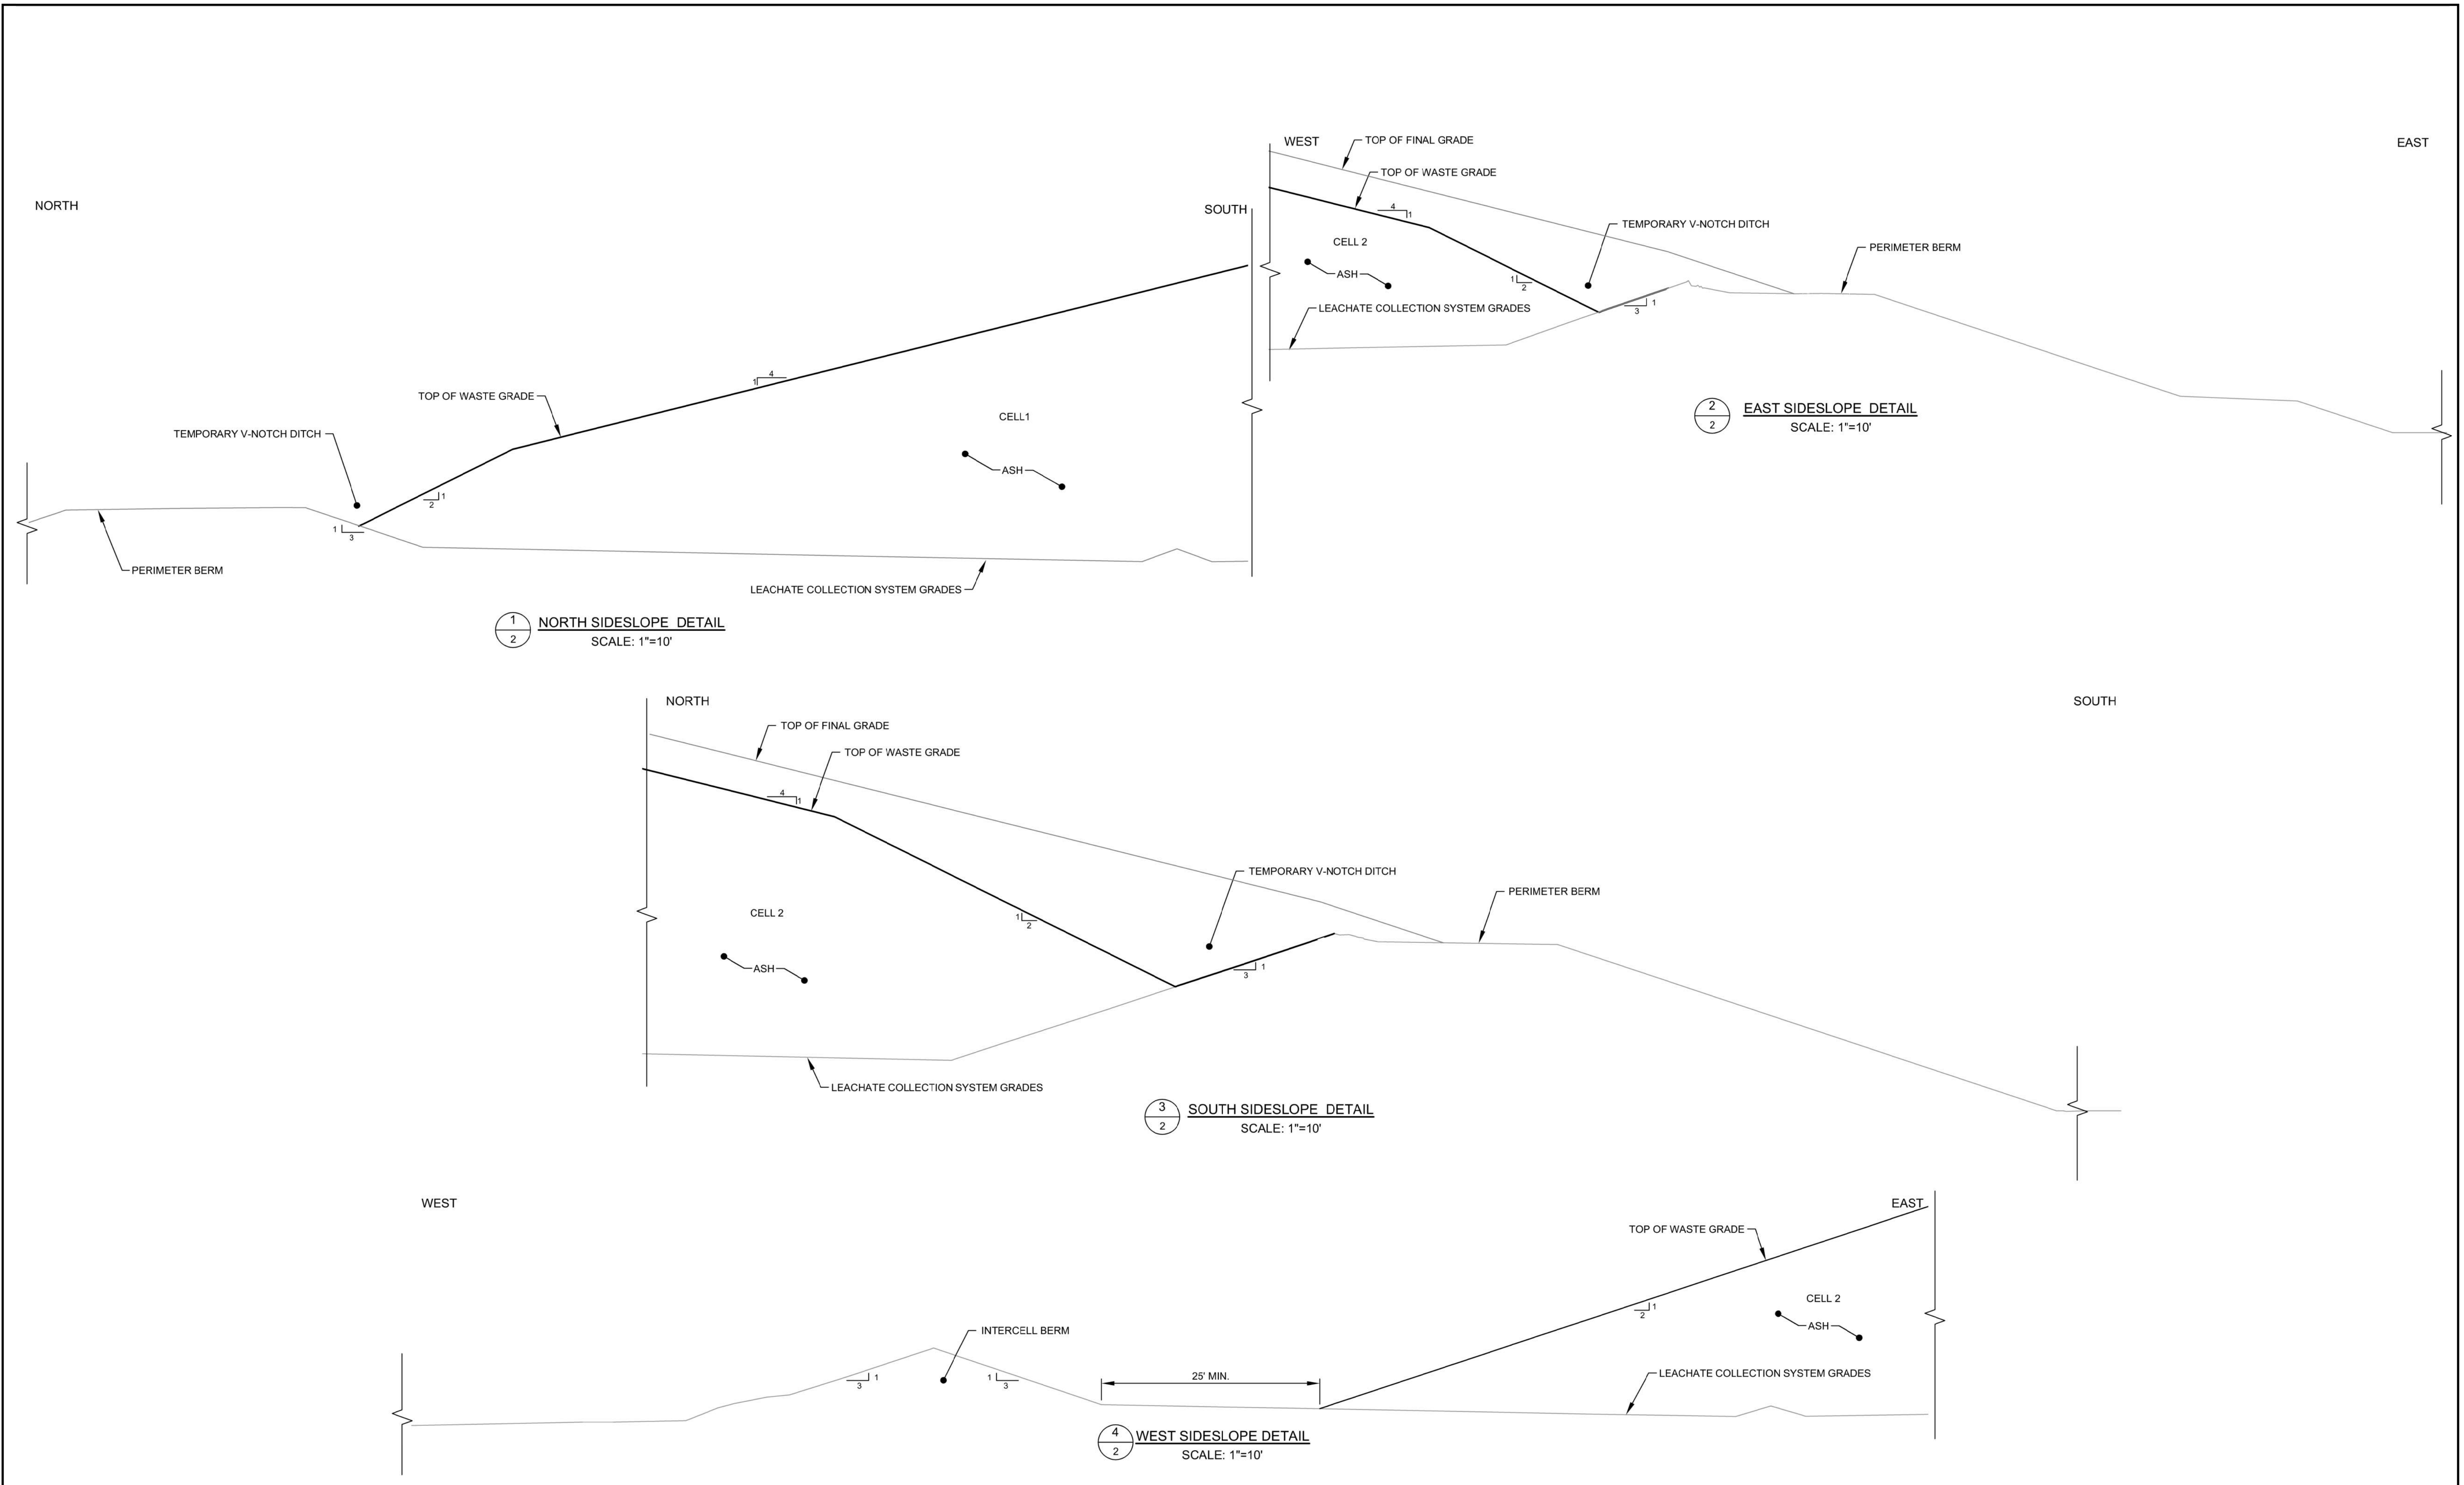 NORTH
SOUTH
4
1
TOP OF WASTE GRADE
CELL1
TEMPORARY V-NOTCH DITCH
ASH
1
2
1
3
PERIMETER BERM
LEACHATE COLLECTION SYSTEM GRADES
1
2
NORTH SIDESLOPE DETAIL
SCALE: 1"=10'
WEST
TOP OF FINAL GRADE
EAST
TOP OF WASTE GRADE
4
1
TEMPORARY V-NOTCH DITCH
CELL 2
PERIMETER BERM
ASH
1
2
LEACHATE COLLECTION SYSTEM GRADES
1
3
2
2
EAST SIDESLOPE DETAIL
SCALE: 1"=10'
NORTH
SOUTH
TOP OF FINAL GRADE
TOP OF WASTE GRADE
4
1
TEMPORARY V-NOTCH DITCH
PERIMETER BERM
CELL 2
1
2
ASH
1
3
LEACHATE COLLECTION SYSTEM GRADES
3
2
SOUTH SIDESLOPE DETAIL
SCALE: 1"=10'
WEST
EAST
TOP OF WASTE GRADE
CELL 2
1
2
ASH
INTERCELL BERM
1
3
1
3
25' MIN.
LEACHATE COLLECTION SYSTEM GRADES
4
2
WEST SIDESLOPE DETAIL
SCALE: 1"=10'